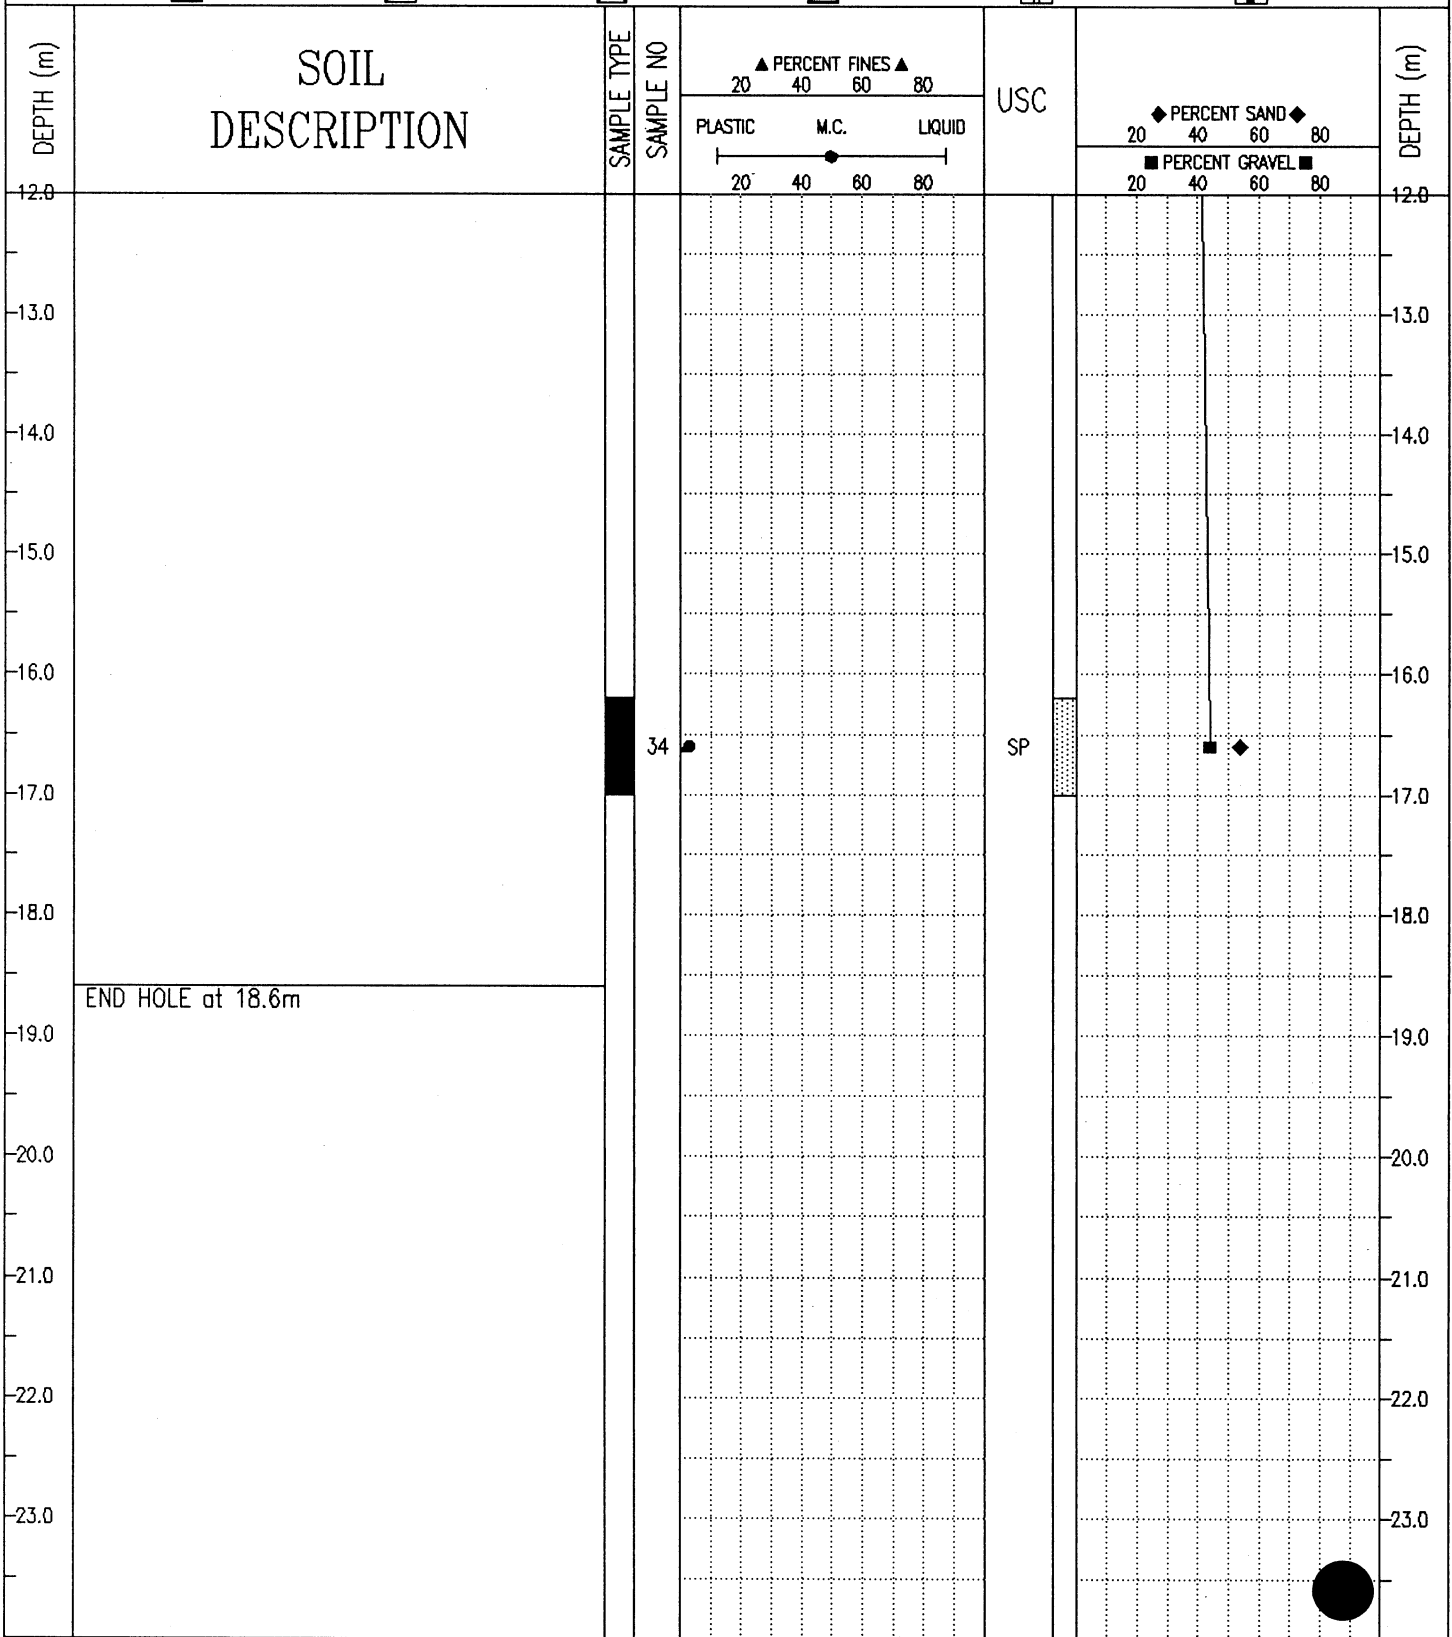 DEPTH (m)
SOIL
DESCRIPTION
SAMPLE TYPE
SAMPLE NO
▲ PERCENT FINES ▲
20 40 60 80
PLASTIC M.C. LIQUID
20 40 60 80
USC
◆ PERCENT SAND ◆
20 40 60 80
■ PERCENT GRAVEL ■
20 40 60 80
DEPTH (m)
12.0 12.0
13.0 13.0
14.0 14.0
15.0 15.0
16.0 16.0
34 SP
17.0 17.0
18.0 18.0
END HOLE at 18.6m
19.0 19.0
20.0 20.0
21.0 21.0
22.0 22.0
23.0 23.0